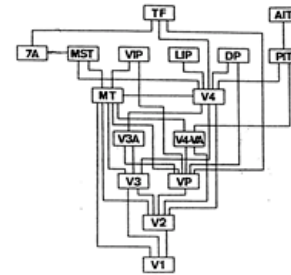 TF AIT
7A MST VIP LIP DP PIT
MT V4
V3A V4-VA
V3 VP
V2
V1